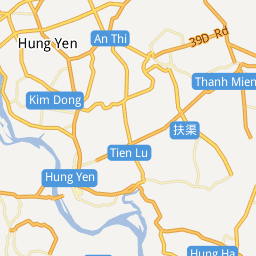 Hung Yen
An Thi
39D Rd
Thanh Mien
Kim Dong
扶渠
Tien Lu
Hung Yen
Hung Ha